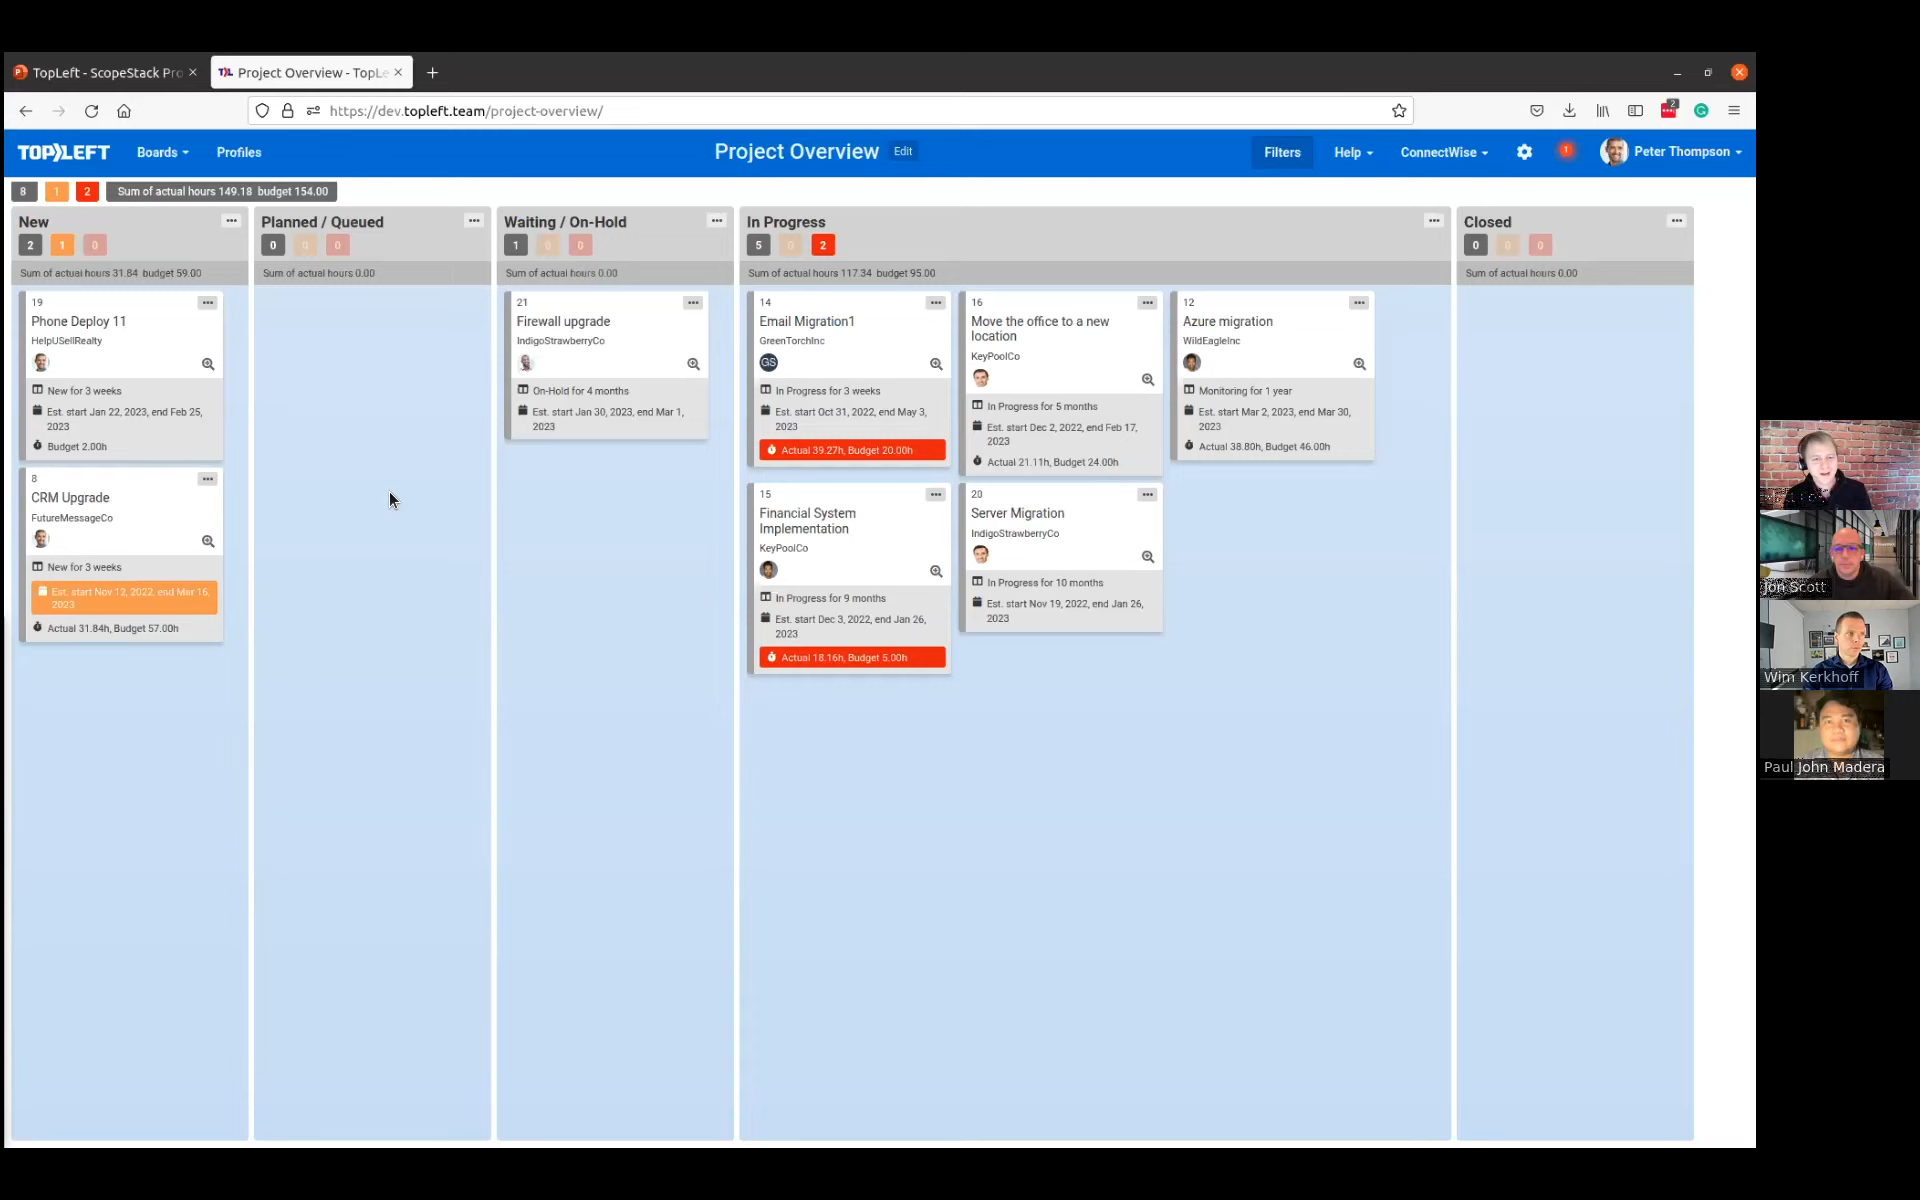 TopLeft - ScopeStack Pro
Project Overview - TopLe
https://dev.topleft.team/project-overview/
2
TOP LEFT
Boards
Profiles
Project Overview
Edit
Filters
Help
ConnectWise
1
Peter Thompson
8 1 2 Sum of actual hours 149.18 budget 154.00
New
2 1 0
Sum of actual hours 31.84 budget 59.00
19
Phone Deploy 11
HelpUSellRealty
New for 3 weeks
Est. start Jan 22, 2023, end Feb 25,
2023
Budget 2.00h
8
CRM Upgrade
FutureMessageCo
New for 3 weeks
Est. start Nov 12, 2022, end Mar 16,
2023
Actual 31.84h, Budget 57.00h
Planned / Queued
0 0 0
Sum of actual hours 0.00
Waiting / On-Hold
1 0 0
Sum of actual hours 0.00
21
Firewall upgrade
IndigoStrawberryCo
On-Hold for 4 months
Est. start Jan 30, 2023, end Mar 1,
2023
In Progress
5 0 2
Sum of actual hours 117.34 budget 95.00
14
Email Migration1
GreenTorchInc
GS
In Progress for 3 weeks
Est. start Oct 31, 2022, end May 3,
2023
Actual 39.27h, Budget 20.00h
15
Financial System
Implementation
KeyPoolCo
In Progress for 9 months
Est. start Dec 3, 2022, end Jan 26,
2023
Actual 18.16h, Budget 5.00h
16
Move the office to a new
location
KeyPoolCo
In Progress for 5 months
Est. start Dec 2, 2022, end Feb 17,
2023
Actual 21.11h, Budget 24.00h
20
Server Migration
IndigoStrawberryCo
In Progress for 10 months
Est. start Nov 19, 2022, end Jan 26,
2023
12
Azure migration
WildEagleInc
Monitoring for 1 year
Est. start Mar 2, 2023, end Mar 30,
2023
Actual 38.80h, Budget 46.00h
Closed
0 0 0
Sum of actual hours 0.00
Jon Scott
Wim Kerkhoff
Paul John Madera